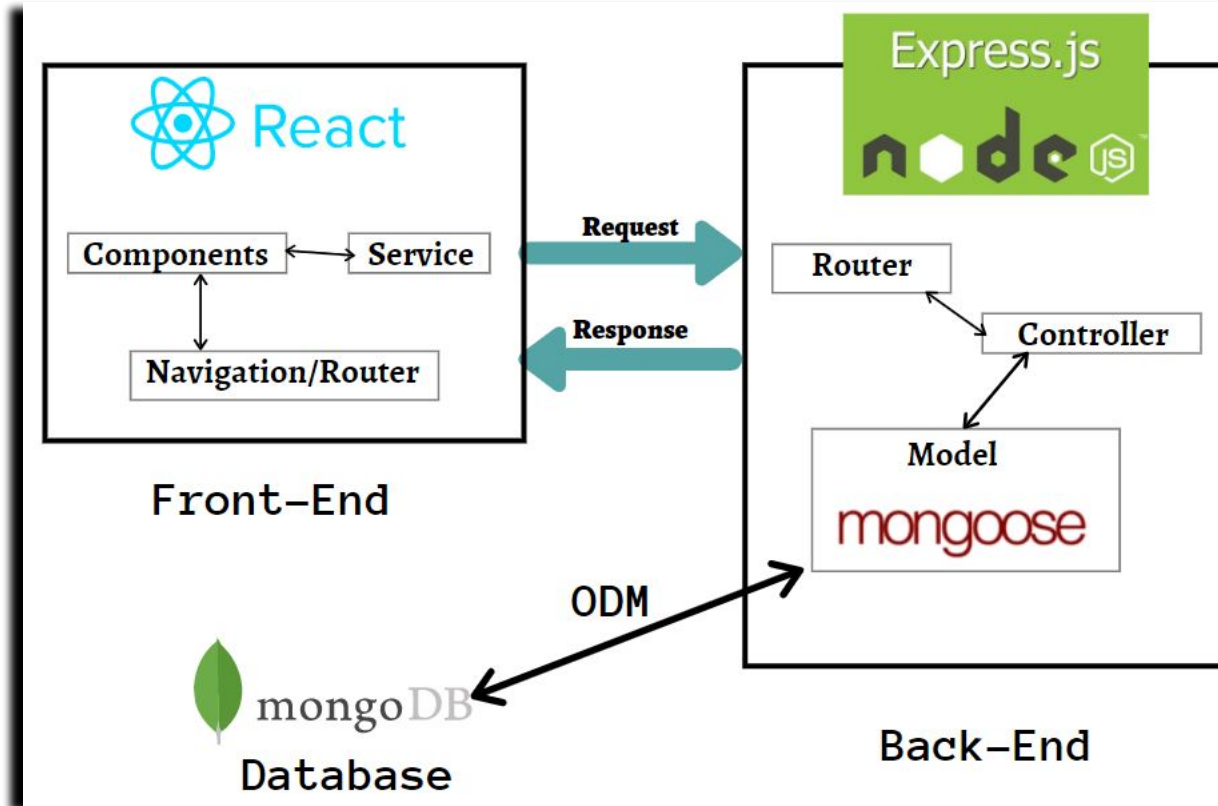 React
Components
Service
Navigation/Router
Front-End
Request
Response
Express.js
node
JS
™
Router
Controller
Model
mongoose
Back-End
ODM
mongoDB
Database